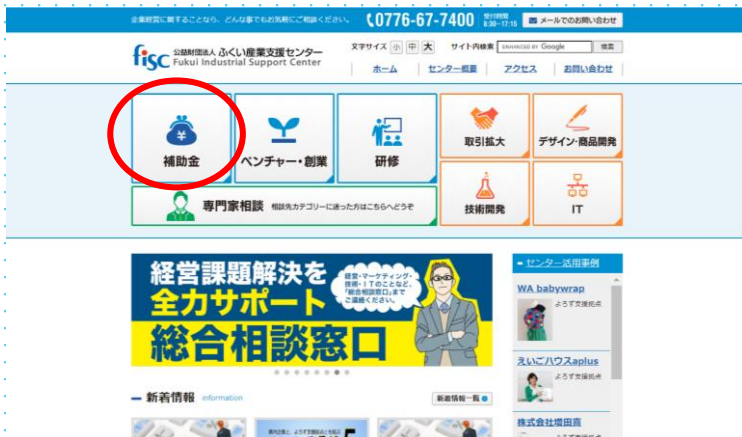 企業経営に関することなら、どんな事でもお気軽にご相談ください。
0776-67-7400
受付時間
8:30~17:15
メールでのお問い合わせ
fisc
公益財団法人 ふくい産業支援センター
Fukui Industrial Support Center
文字サイズ 小 中 大
サイト内検索 ENHANCED BY Google 検索
ホーム センター概要 アクセス お問い合わせ
補助金
ベンチャー・創業
研修
取引拡大
デザイン・商品開発
専門家相談 相談先カテゴリーに迷った方はこちらへどうぞ
技術開発
IT
経営課題解決を
全力サポート
総合相談窓口
経営・マーケティング・
技術・ITのことなど、
「総合相談窓口」まで
ご連絡ください。
センター活用事例
WA babywrap
よろず支援拠点
えいごハウスaplus
よろず支援拠点
株式会社増田喜
よろず支援拠点
新着情報 information
新着情報一覧